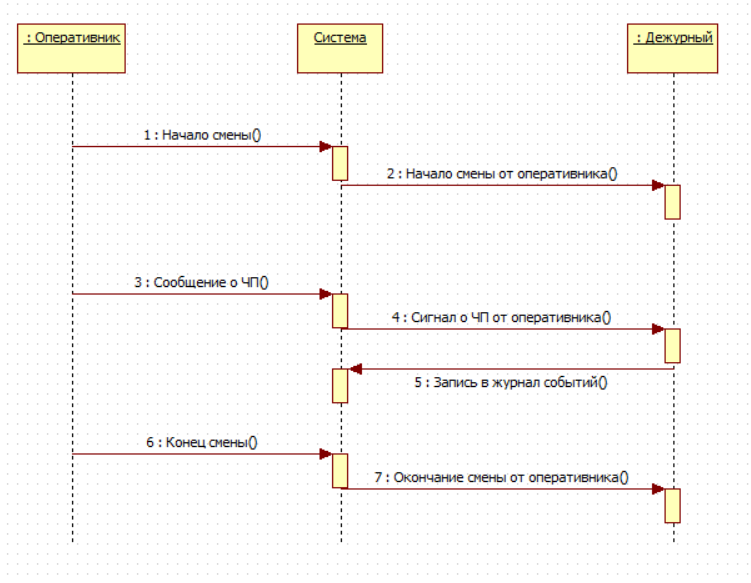 : Оперативник
Система
: Дежурный
1 : Начало смены()
2 : Начало смены от оперативника()
3 : Сообщение о ЧП()
4 : Сигнал о ЧП от оперативника()
5 : Запись в журнал событий()
6 : Конец смены()
7 : Окончание смены от оперативника()